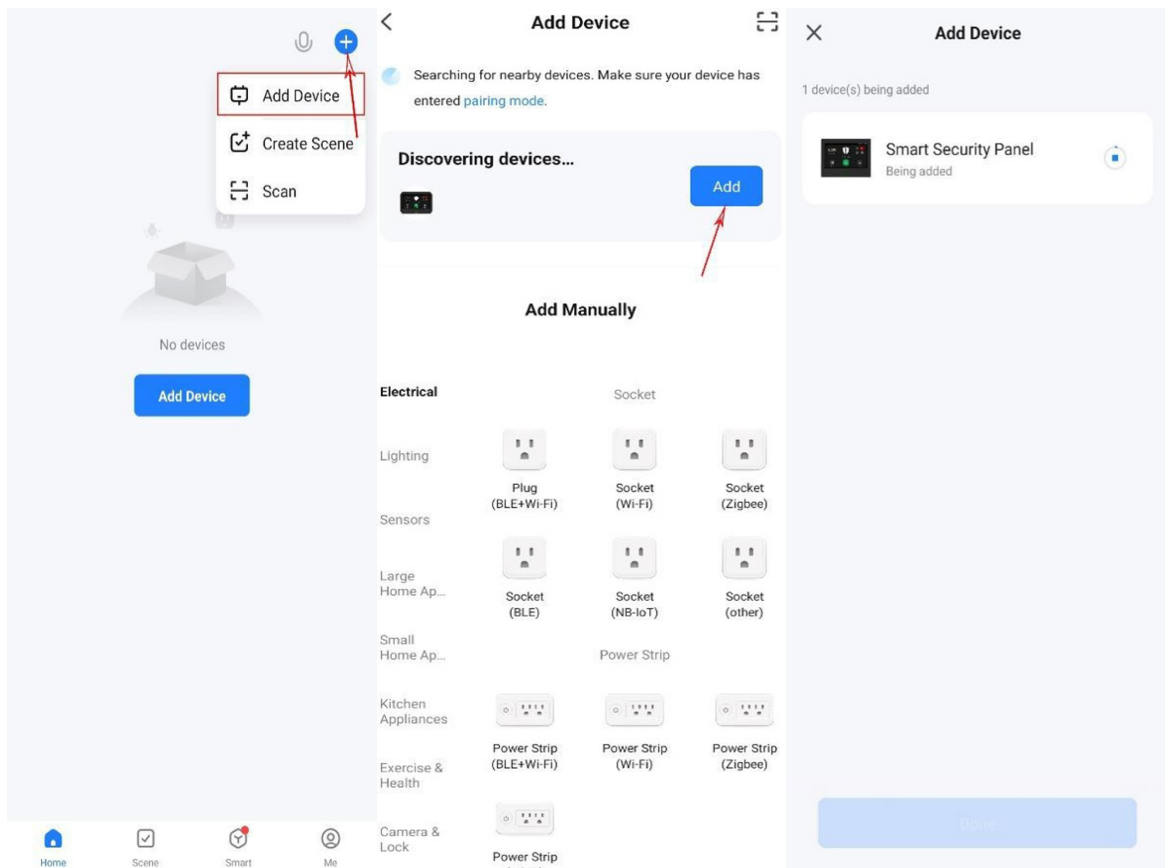 Add Device
Create Scene
Scan
No devices
Add Device
Home
Scene
Smart
Me
Add Device
Searching for nearby devices. Make sure your device has
entered pairing mode.
Discovering devices...
Add
Add Manually
Electrical
Lighting
Sensors
Large
Home Ap...
Small
Home Ap...
Kitchen
Appliances
Exercise &
Health
Camera &
Lock
Socket
Plug
(BLE+Wi-Fi)
Socket
(Wi-Fi)
Socket
(Zigbee)
Socket
(BLE)
Socket
(NB-IoT)
Socket
(other)
Power Strip
Power Strip
(BLE+Wi-Fi)
Power Strip
(Wi-Fi)
Power Strip
(Zigbee)
Power Strip
Add Device
1 device(s) being added
Smart Security Panel
Being added
Done